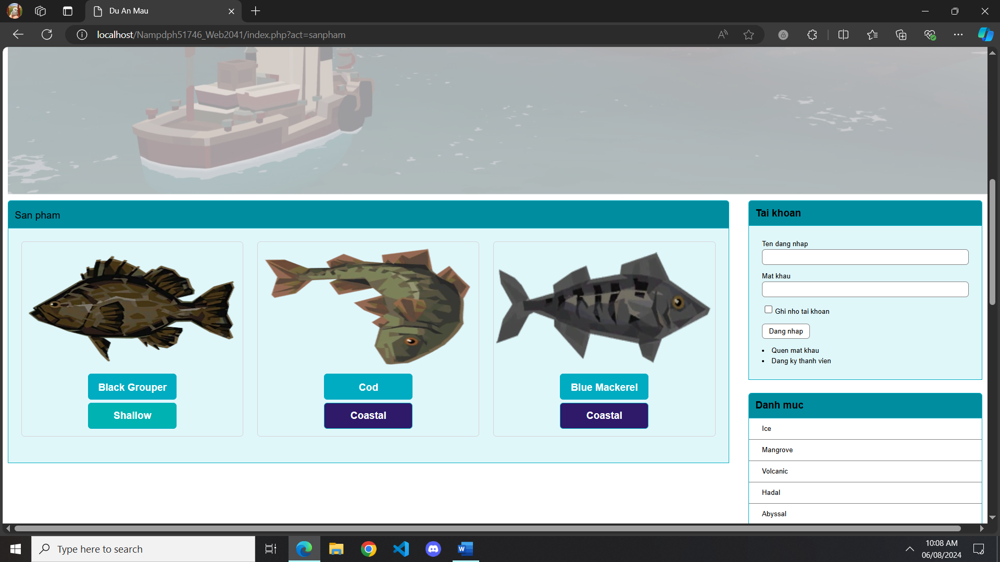 Du An Mau
localhost/Nampdph51746_Web2041/index.php?act=sanpham
San pham
Black Grouper
Shallow
Cod
Coastal
Blue Mackerel
Coastal
Tai khoan
Ten dang nhap
Mat khau
Ghi nho tai khoan
Dang nhap
Quen mat khau
Dang ky thanh vien
Danh muc
Ice
Mangrove
Volcanic
Hadal
Abyssal
Type here to search
10:08 AM
06/08/2024